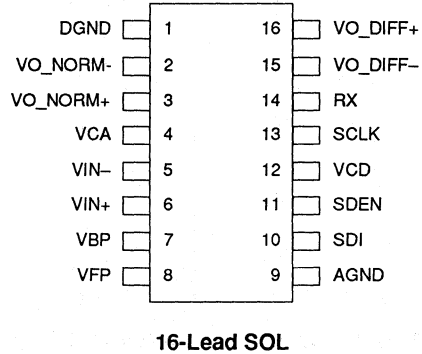 DGND 1 16 VO_DIFF+
VO_NORM- 2 15 VO_DIFF–
VO_NORM+ 3 14 RX
VCA 4 13 SCLK
VIN– 5 12 VCD
VIN+ 6 11 SDEN
VBP 7 10 SDI
VFP 8 9 AGND
16-Lead SOL